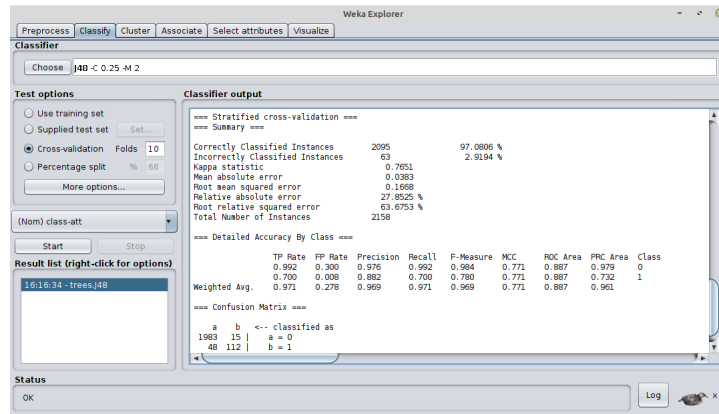 Weka Explorer
Preprocess Classify Cluster Associate Select attributes Visualize
Classifier
Choose J48 -C 0.25 -M 2
Test options
Use training set
Supplied test set Set...
Cross-validation Folds 10
Percentage split % 66
More options...
(Nom) class-att
Start Stop
Result list (right-click for options)
16:16:34 - trees.J48
Classifier output
=== Stratified cross-validation ===
=== Summary ===
Correctly Classified Instances 2095 97.0806 %
Incorrectly Classified Instances 63 2.9194 %
Kappa statistic 0.7651
Mean absolute error 0.0383
Root mean squared error 0.1668
Relative absolute error 27.8525 %
Root relative squared error 63.6753 %
Total Number of Instances 2158
=== Detailed Accuracy By Class ===
TP Rate FP Rate Precision Recall F-Measure MCC ROC Area PRC Area Class
0.992 0.300 0.976 0.992 0.984 0.771 0.887 0.979 0
0.700 0.008 0.882 0.700 0.780 0.771 0.887 0.732 1
Weighted Avg. 0.971 0.278 0.969 0.971 0.969 0.771 0.887 0.961
=== Confusion Matrix ===
a b <-- classified as
1983 15 | a = 0
48 112 | b = 1
Status
OK
Log
x